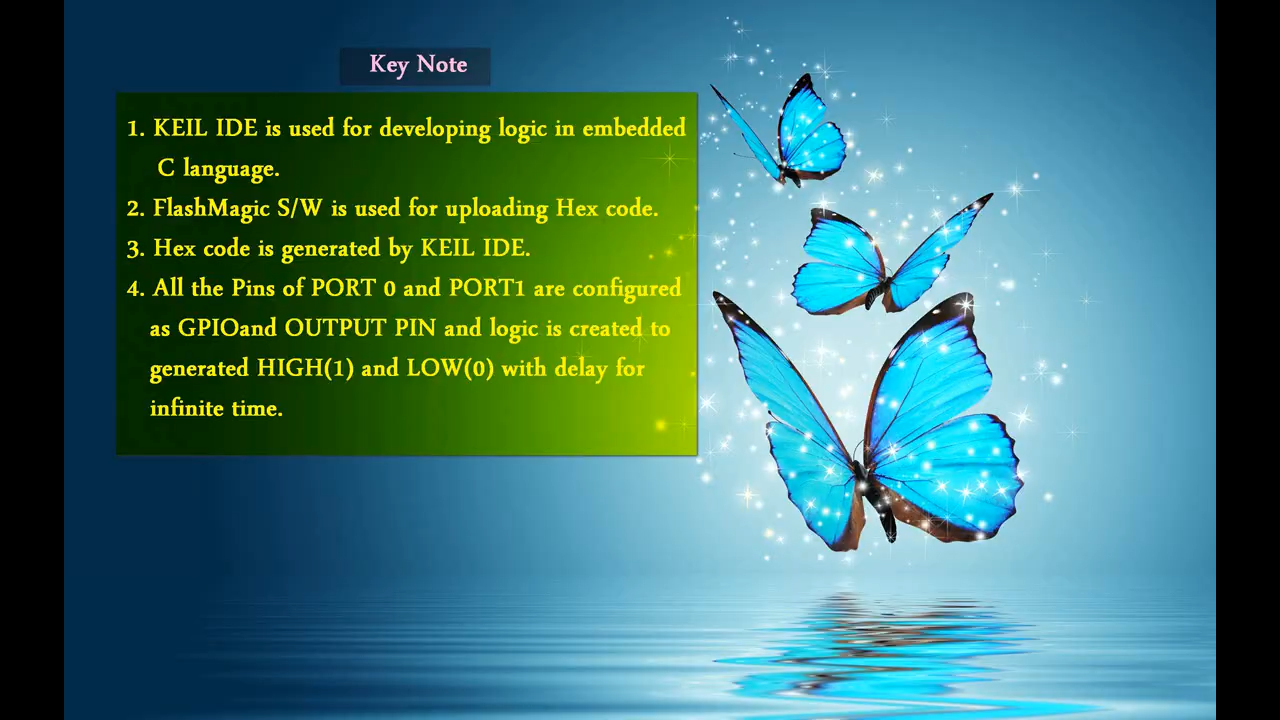 Key Note
1. KEIL IDE is used for developing logic in embedded
C language.
2. FlashMagic S/W is used for uploading Hex code.
3. Hex code is generated by KEIL IDE.
4. All the Pins of PORT 0 and PORT1 are configured
as GPIOand OUTPUT PIN and logic is created to
generated HIGH(1) and LOW(0) with delay for
infinite time.